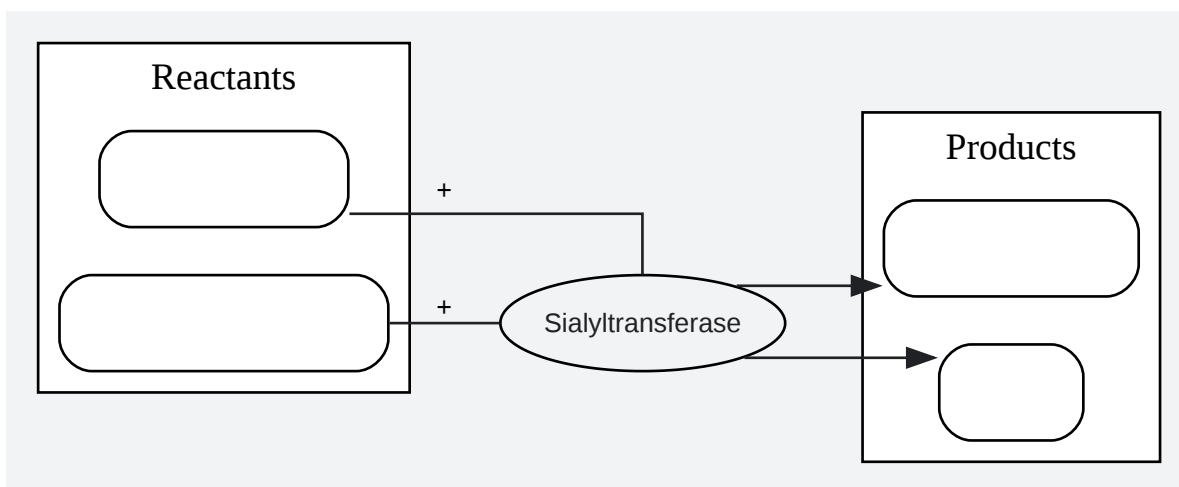 Reactants
+
+
Sialyltransferase
Products